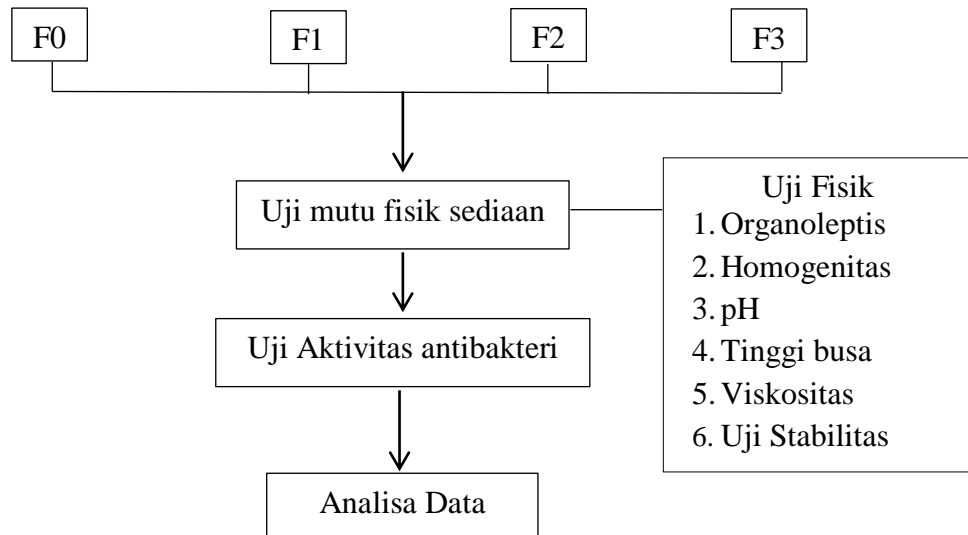 F0 F1 F2 F3
Uji mutu fisik sediaan
Uji Aktivitas antibakteri
Analisa Data
Uji Fisik
1. Organoleptis
2. Homogenitas
3. pH
4. Tinggi busa
5. Viskositas
6. Uji Stabilitas